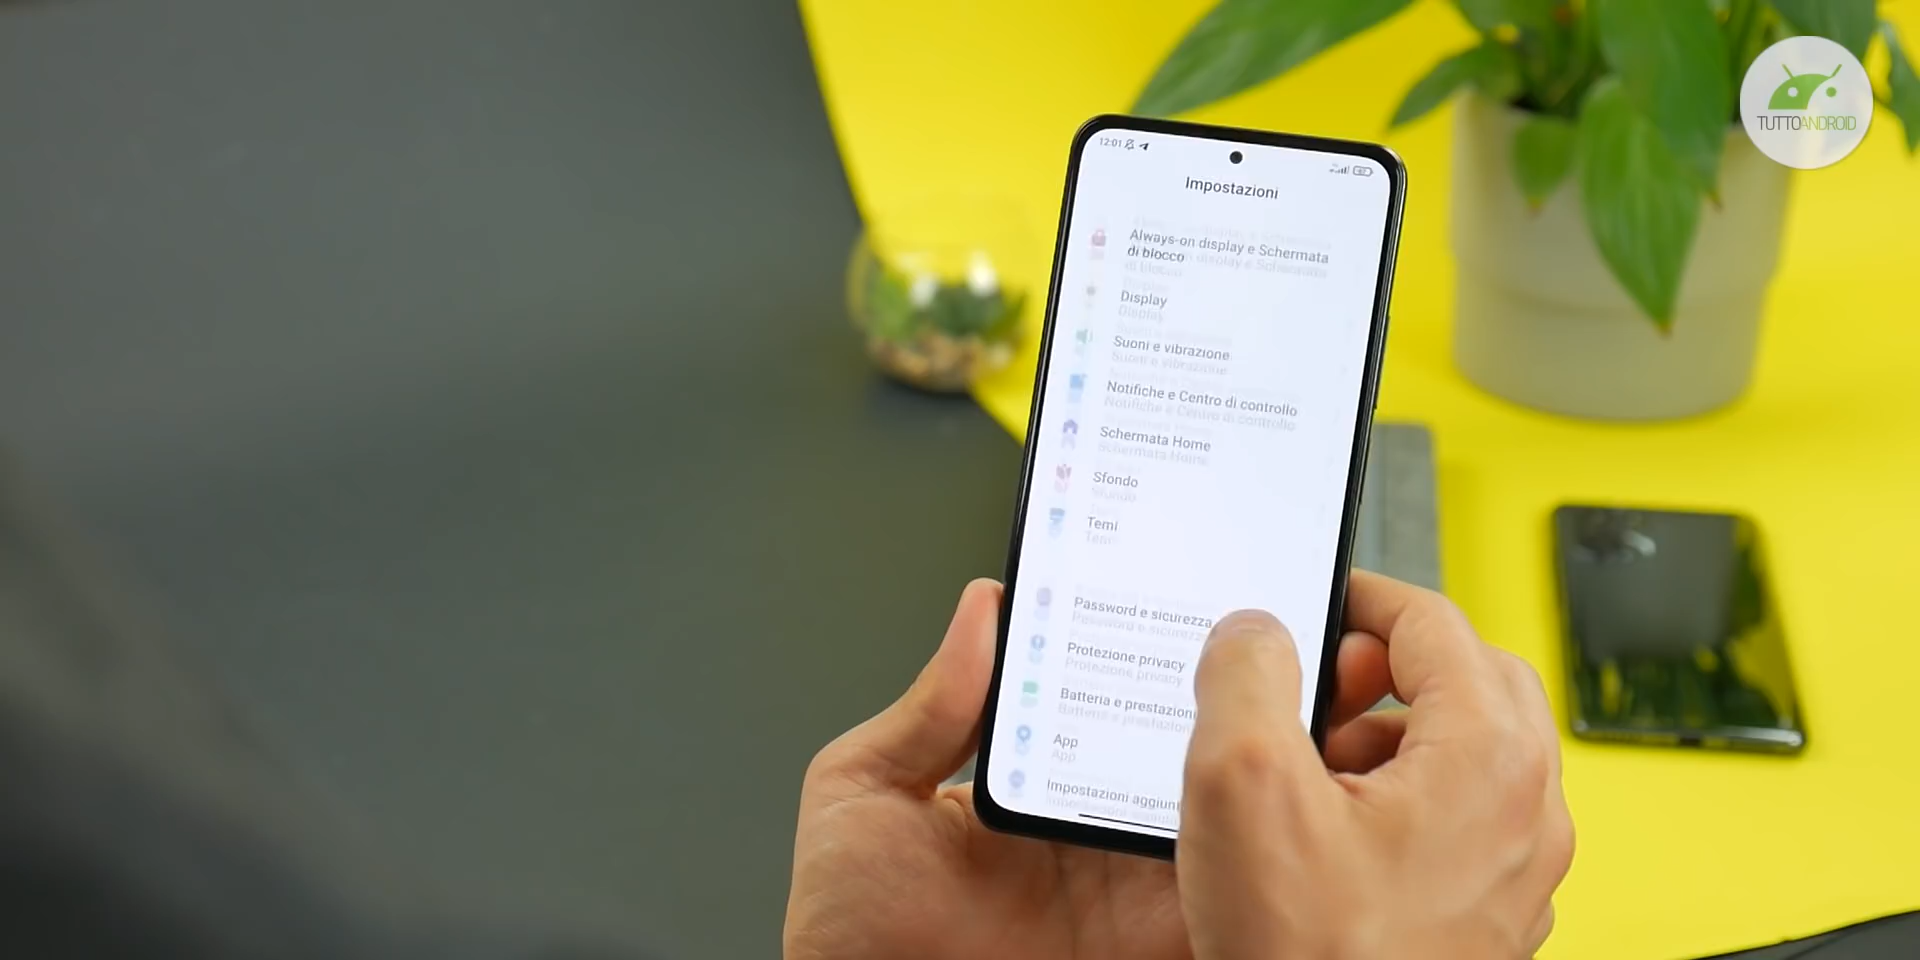 TUTTOANDROID
12:01
Impostazioni
Always-on display e Schermata
di blocco
Display
Suoni e vibrazione
Notifiche e Centro di controllo
Schermata Home
Sfondo
Temi
Password e sicurezza
Protezione privacy
Batteria e prestazioni
App
Impostazioni aggiunt